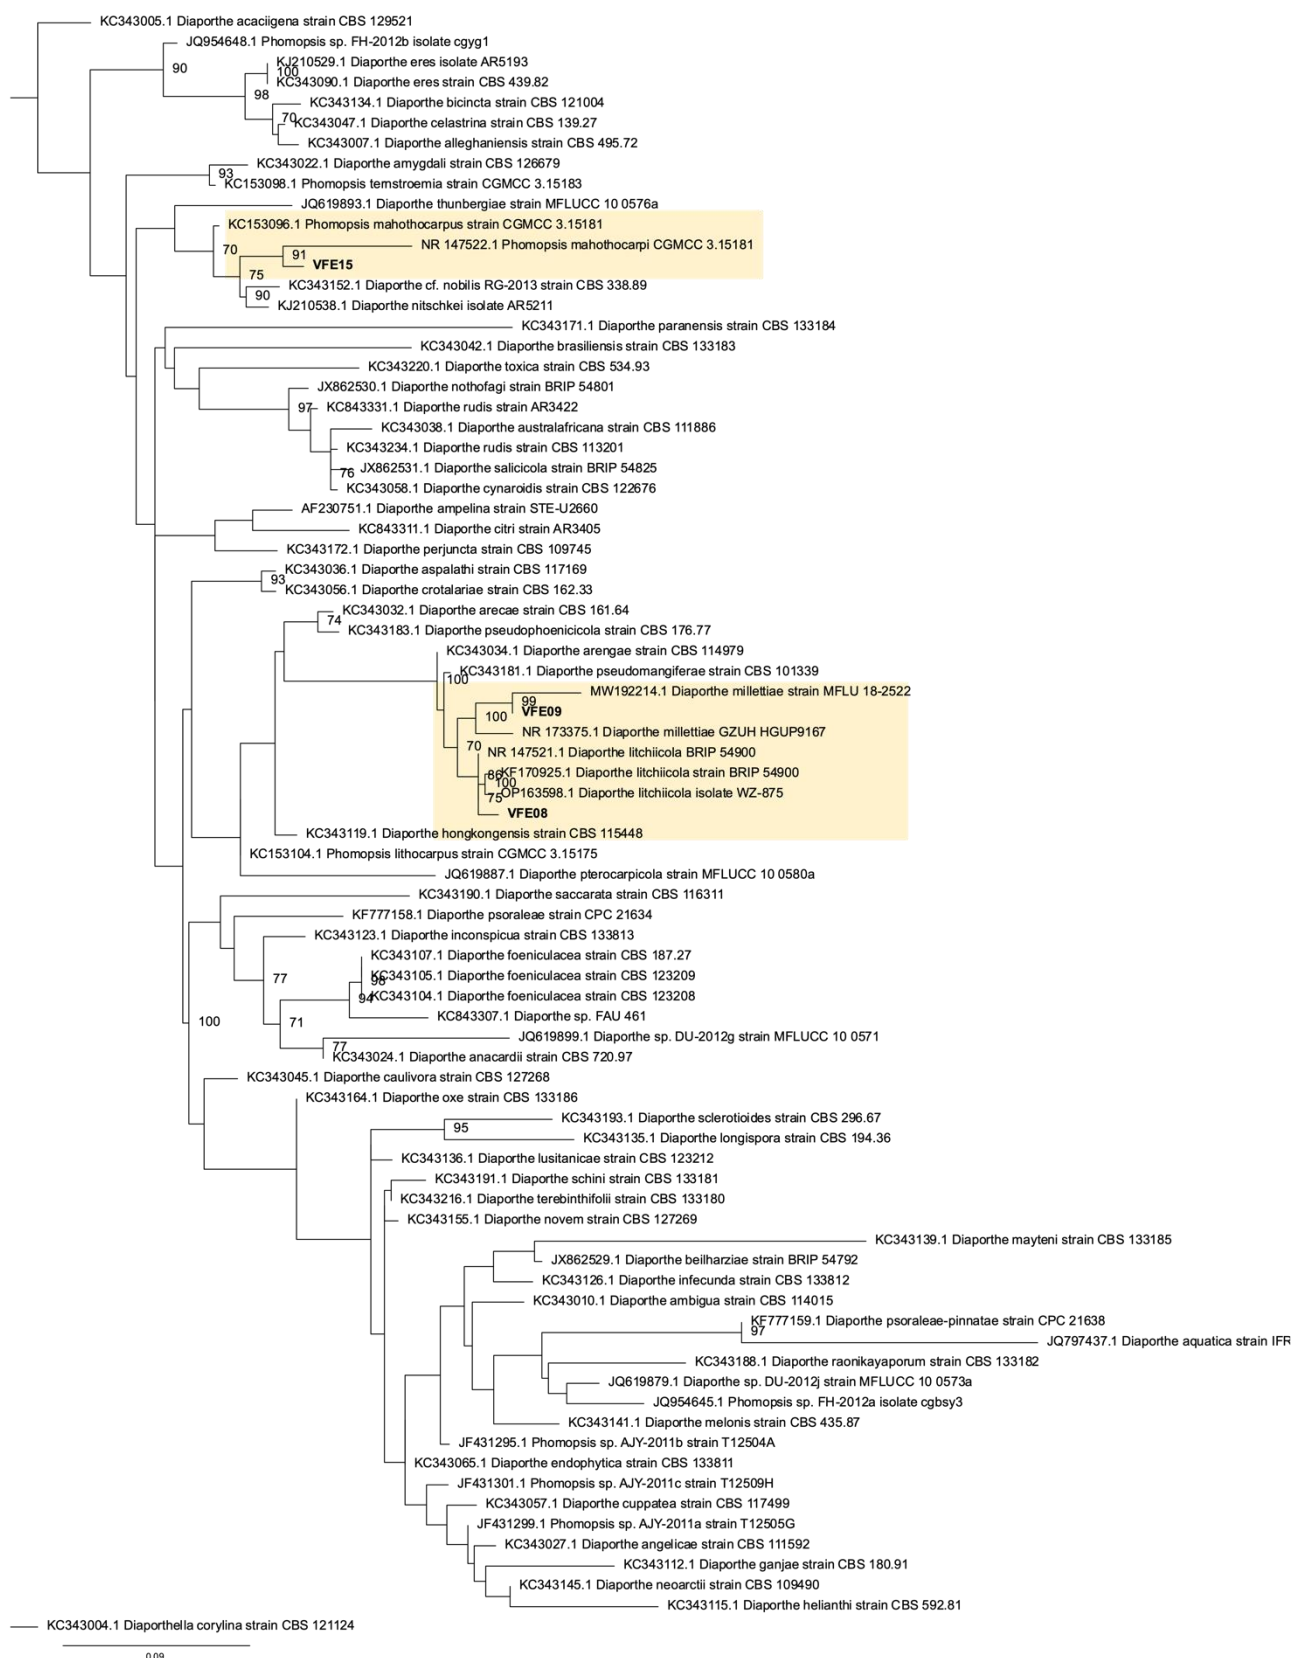 KC343005.1 Diaporthe acaciigena strain CBS 129521
JQ954648.1 Phomopsis sp. FH-2012b isolate cgyg1
90
KJ210529.1 Diaporthe eres isolate AR5193
100
KC343090.1 Diaporthe eres strain CBS 439.82
98
KC343134.1 Diaporthe bicincta strain CBS 121004
70
KC343047.1 Diaporthe celastrina strain CBS 139.27
KC343007.1 Diaporthe alleghaniensis strain CBS 495.72
KC343022.1 Diaporthe amygdali strain CBS 126679
93
KC153098.1 Phomopsis ternstroemia strain CGMCC 3.15183
JQ619893.1 Diaporthe thunbergiae strain MFLUCC 10 0576a
KC153096.1 Phomopsis mahothocarpus strain CGMCC 3.15181
70
NR 147522.1 Phomopsis mahothocarpi CGMCC 3.15181
91
VFE15
75
KC343152.1 Diaporthe cf. nobilis RG-2013 strain CBS 338.89
90
KJ210538.1 Diaporthe nitschkei isolate AR5211
KC343171.1 Diaporthe paranensis strain CBS 133184
KC343042.1 Diaporthe brasiliensis strain CBS 133183
KC343220.1 Diaporthe toxica strain CBS 534.93
JX862530.1 Diaporthe nothofagi strain BRIP 54801
97
KC843331.1 Diaporthe rudis strain AR3422
KC343038.1 Diaporthe australafricana strain CBS 111886
KC343234.1 Diaporthe rudis strain CBS 113201
JX862531.1 Diaporthe salicicola strain BRIP 54825
76
KC343058.1 Diaporthe cynaroidis strain CBS 122676
AF230751.1 Diaporthe ampelina strain STE-U2660
KC843311.1 Diaporthe citri strain AR3405
KC343172.1 Diaporthe perjuncta strain CBS 109745
KC343036.1 Diaporthe aspalathi strain CBS 117169
93
KC343056.1 Diaporthe crotalariae strain CBS 162.33
KC343032.1 Diaporthe arecae strain CBS 161.64
74
KC343183.1 Diaporthe pseudophoenicicola strain CBS 176.77
KC343034.1 Diaporthe arengae strain CBS 114979
KC343181.1 Diaporthe pseudomangiferae strain CBS 101339
100
MW192214.1 Diaporthe millettiae strain MFLU 18-2522
99
VFE09
100
NR 173375.1 Diaporthe millettiae GZUH HGUP9167
70
NR 147521.1 Diaporthe litchiicola BRIP 54900
86
KF170925.1 Diaporthe litchiicola strain BRIP 54900
100
75
OP163598.1 Diaporthe litchiicola isolate WZ-875
VFE08
KC343119.1 Diaporthe hongkongensis strain CBS 115448
KC153104.1 Phomopsis lithocarpus strain CGMCC 3.15175
JQ619887.1 Diaporthe pterocarpicola strain MFLUCC 10 0580a
KC343190.1 Diaporthe saccarata strain CBS 116311
KF777158.1 Diaporthe psoraleae strain CPC 21634
KC343123.1 Diaporthe inconspicua strain CBS 133813
KC343107.1 Diaporthe foeniculacea strain CBS 187.27
77
KC343105.1 Diaporthe foeniculacea strain CBS 123209
98
KC343104.1 Diaporthe foeniculacea strain CBS 123208
94
KC843307.1 Diaporthe sp. FAU 461
100
71
JQ619899.1 Diaporthe sp. DU-2012g strain MFLUCC 10 0571
77
KC343024.1 Diaporthe anacardii strain CBS 720.97
KC343045.1 Diaporthe caulivora strain CBS 127268
KC343164.1 Diaporthe oxe strain CBS 133186
KC343193.1 Diaporthe sclerotioides strain CBS 296.67
95
KC343135.1 Diaporthe longispora strain CBS 194.36
KC343136.1 Diaporthe lusitanicae strain CBS 123212
KC343191.1 Diaporthe schini strain CBS 133181
KC343216.1 Diaporthe terebinthifolii strain CBS 133180
KC343155.1 Diaporthe novem strain CBS 127269
KC343139.1 Diaporthe mayteni strain CBS 133185
JX862529.1 Diaporthe beilharziae strain BRIP 54792
KC343126.1 Diaporthe infecunda strain CBS 133812
KC343010.1 Diaporthe ambigua strain CBS 114015
KF777159.1 Diaporthe psoraleae-pinnatae strain CPC 21638
97
JQ797437.1 Diaporthe aquatica strain IFR
KC343188.1 Diaporthe raonikayaporum strain CBS 133182
JQ619879.1 Diaporthe sp. DU-2012j strain MFLUCC 10 0573a
JQ954645.1 Phomopsis sp. FH-2012a isolate cgbsy3
KC343141.1 Diaporthe melonis strain CBS 435.87
JF431295.1 Phomopsis sp. AJY-2011b strain T12504A
KC343065.1 Diaporthe endophytica strain CBS 133811
JF431301.1 Phomopsis sp. AJY-2011c strain T12509H
KC343057.1 Diaporthe cuppatea strain CBS 117499
JF431299.1 Phomopsis sp. AJY-2011a strain T12505G
KC343027.1 Diaporthe angelicae strain CBS 111592
KC343112.1 Diaporthe ganjae strain CBS 180.91
KC343145.1 Diaporthe neoarctii strain CBS 109490
KC343115.1 Diaporthe helianthi strain CBS 592.81
KC343004.1 Diaporthella corylina strain CBS 121124
0.09